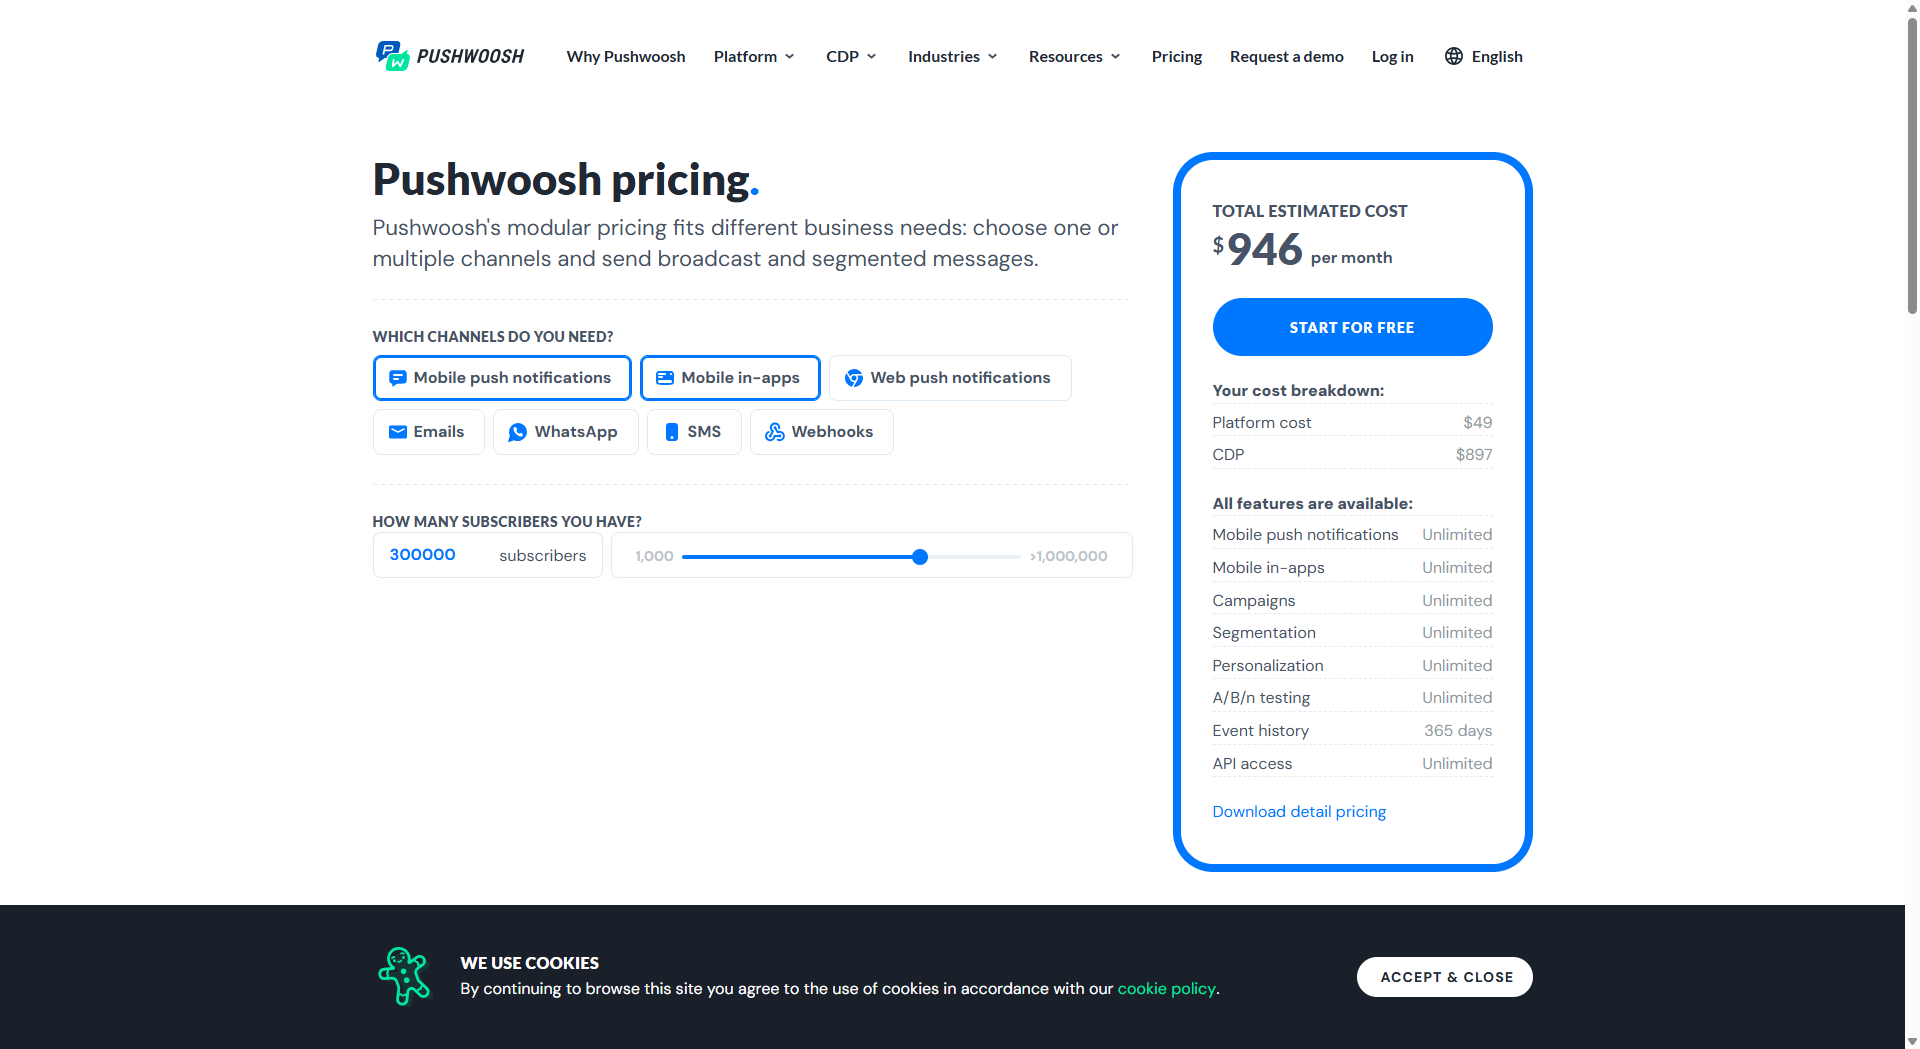 PUSHWOOSH
Why Pushwoosh Platform CDP Industries Resources Pricing Request a demo Log in English
Pushwoosh pricing.
Pushwoosh's modular pricing fits different business needs: choose one or
multiple channels and send broadcast and segmented messages.
WHICH CHANNELS DO YOU NEED?
Mobile push notifications Mobile in-apps Web push notifications
Emails WhatsApp SMS Webhooks
HOW MANY SUBSCRIBERS YOU HAVE?
300000 subscribers 1,000 >1,000,000
TOTAL ESTIMATED COST
$946 per month
START FOR FREE
Your cost breakdown:
Platform cost $49
CDP $897
All features are available:
Mobile push notifications Unlimited
Mobile in-apps Unlimited
Campaigns Unlimited
Segmentation Unlimited
Personalization Unlimited
A/B/n testing Unlimited
Event history 365 days
API access Unlimited
Download detail pricing
WE USE COOKIES
By continuing to browse this site you agree to the use of cookies in accordance with our cookie policy.
ACCEPT & CLOSE